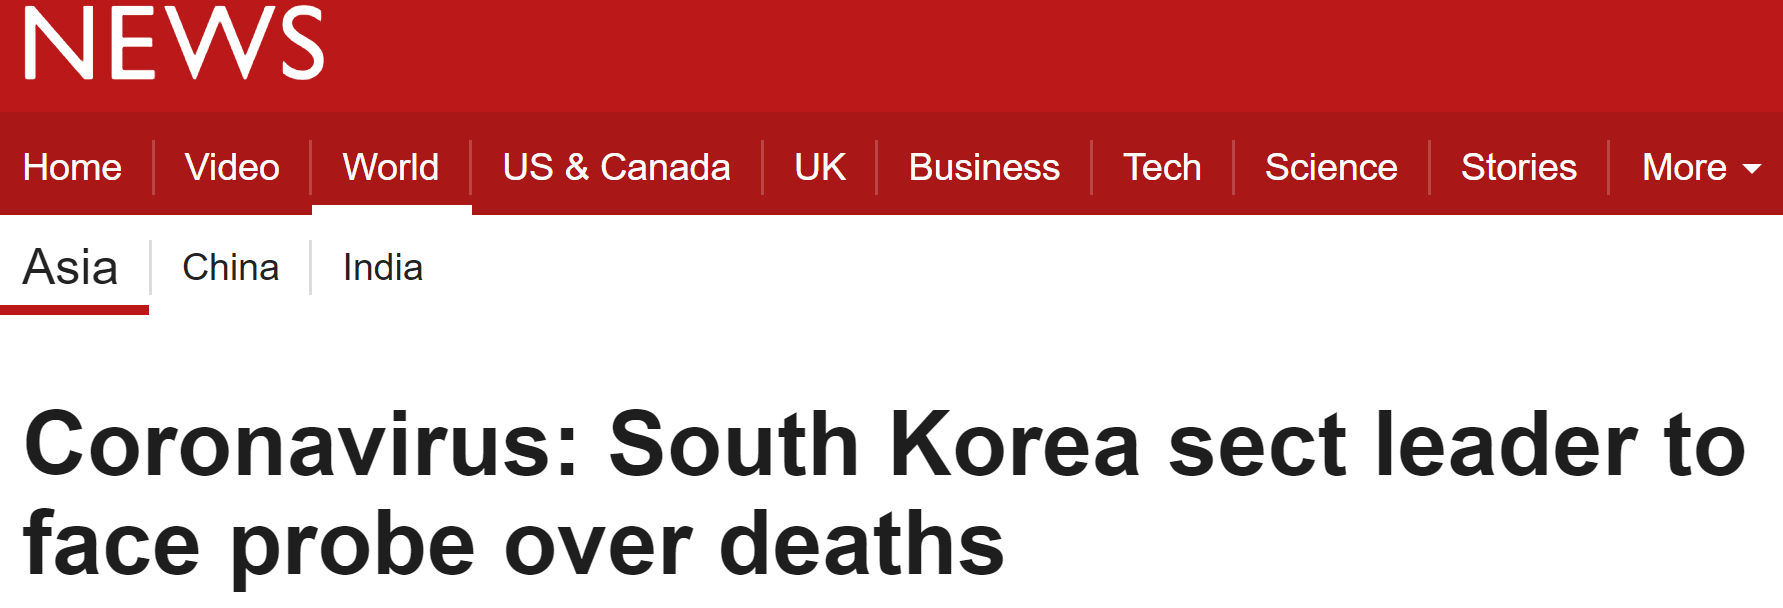 NEWS
Home Video World US & Canada UK Business Tech Science Stories More
Asia China India
Coronavirus: South Korea sect leader to
face probe over deaths